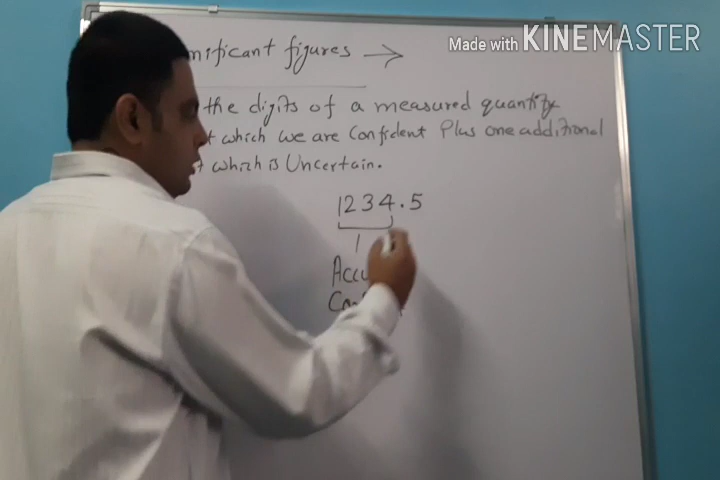 Made with KINEMASTER
figures →
the digits of a measured quantity
which we are Confident Plus one additional
which is Uncertain.
1234.5